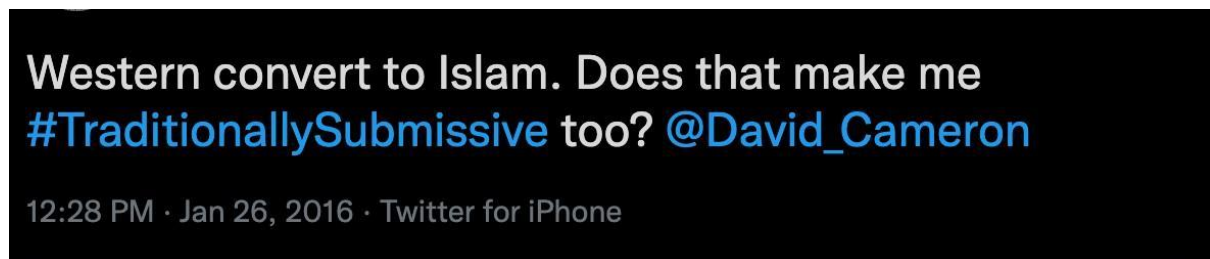 Western convert to Islam. Does that make me
#TraditionallySubmissive too? @David_Cameron
12:28 PM · Jan 26, 2016 · Twitter for iPhone